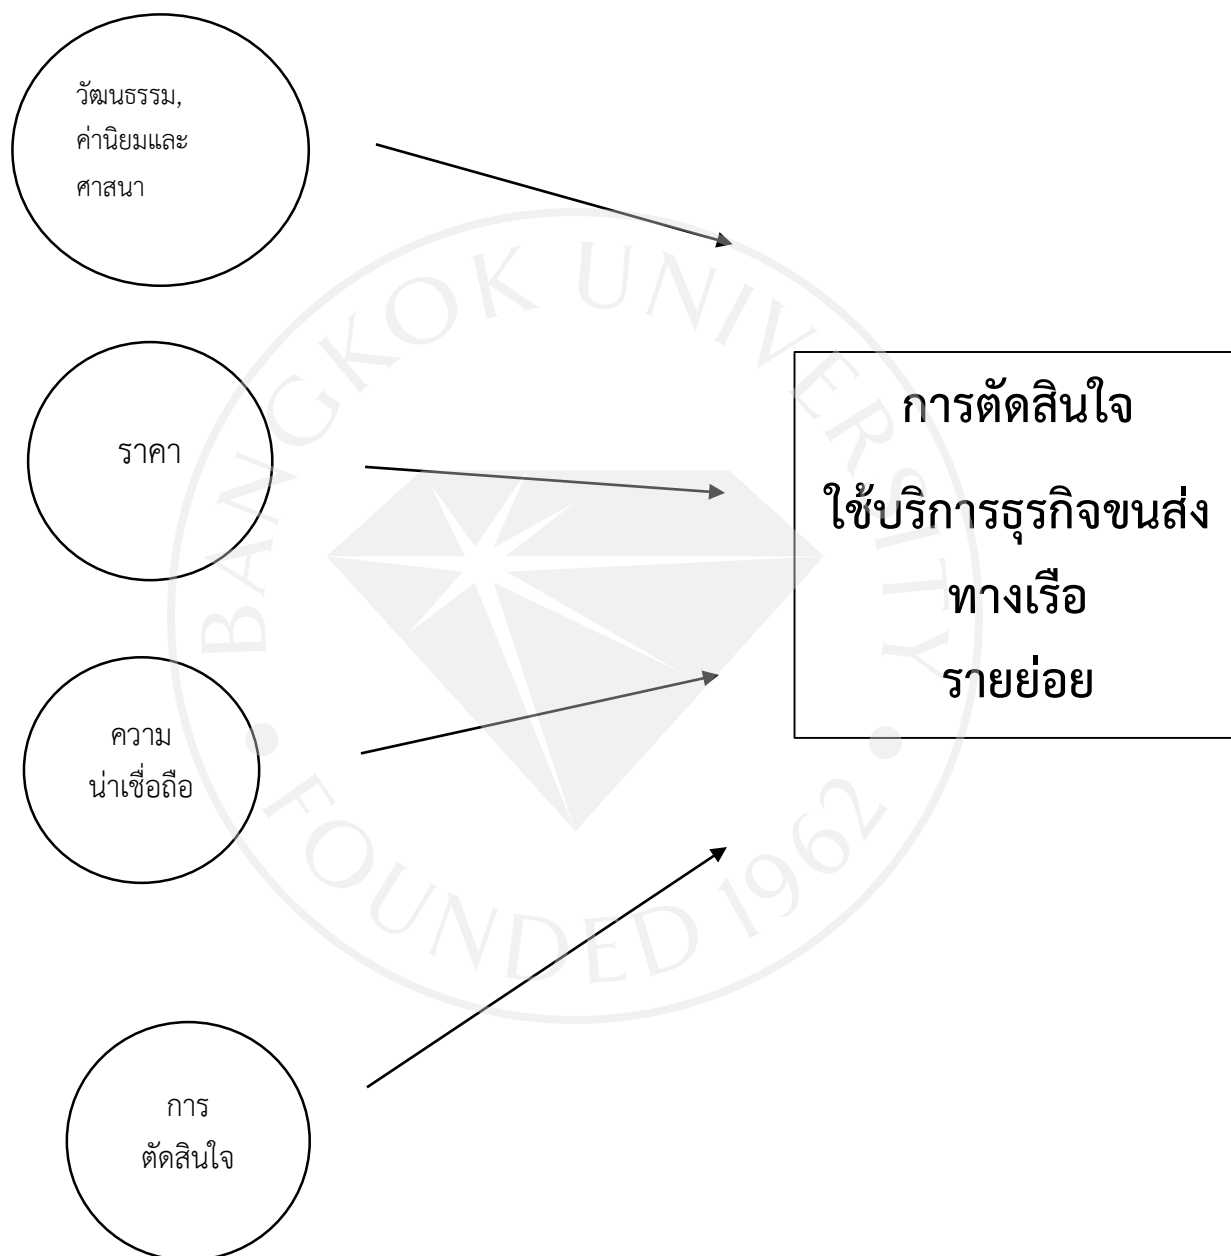 วัฒนธรรม,
ค่านิยมและ
ศาสนา
ราคา
ความ
น่าเชื่อถือ
การ
ตัดสินใจ
การตัดสินใจ
ใช้บริการธุรกิจขนส่ง
ทางเรือ
รายย่อย
BANGKOK UNIVERSITY
FOUNDED 1962